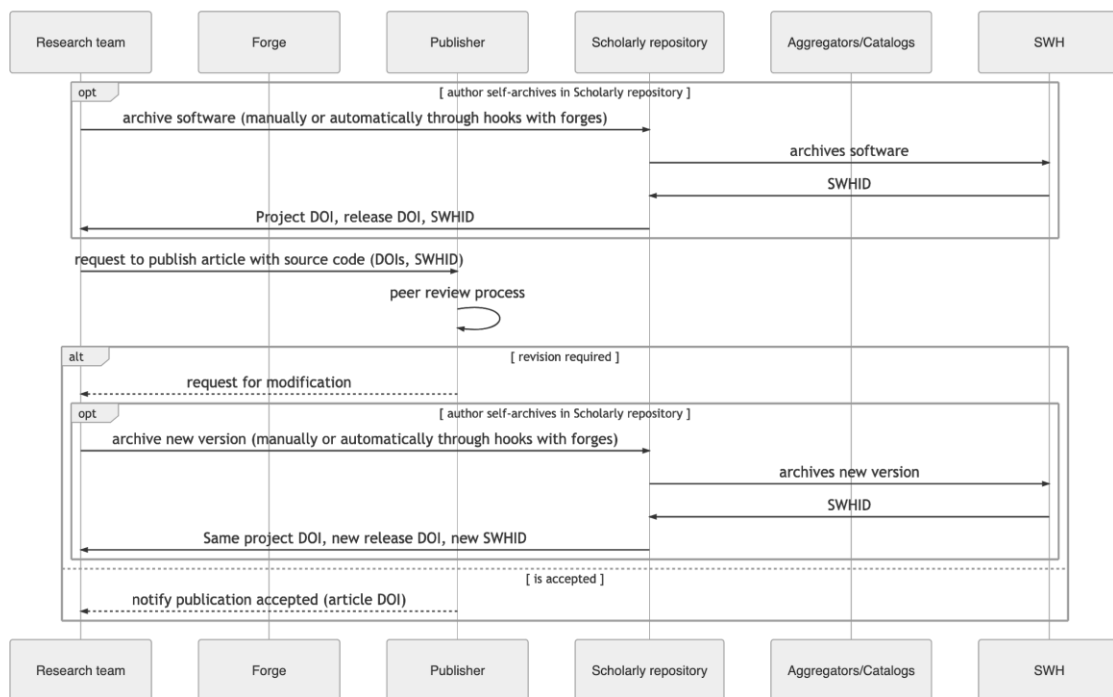 Research team
Forge
Publisher
Scholarly repository
Aggregators/Catalogs
SWH
opt
[ author self-archives in Scholarly repository ]
archive software (manually or automatically through hooks with forges)
archives software
SWHID
Project DOI, release DOI, SWHID
request to publish article with source code (DOIs, SWHID)
peer review process
alt
[ revision required ]
request for modification
opt
[ author self-archives in Scholarly repository ]
archive new version (manually or automatically through hooks with forges)
archives new version
SWHID
Same project DOI, new release DOI, new SWHID
[ is accepted ]
notify publication accepted (article DOI)
Research team
Forge
Publisher
Scholarly repository
Aggregators/Catalogs
SWH